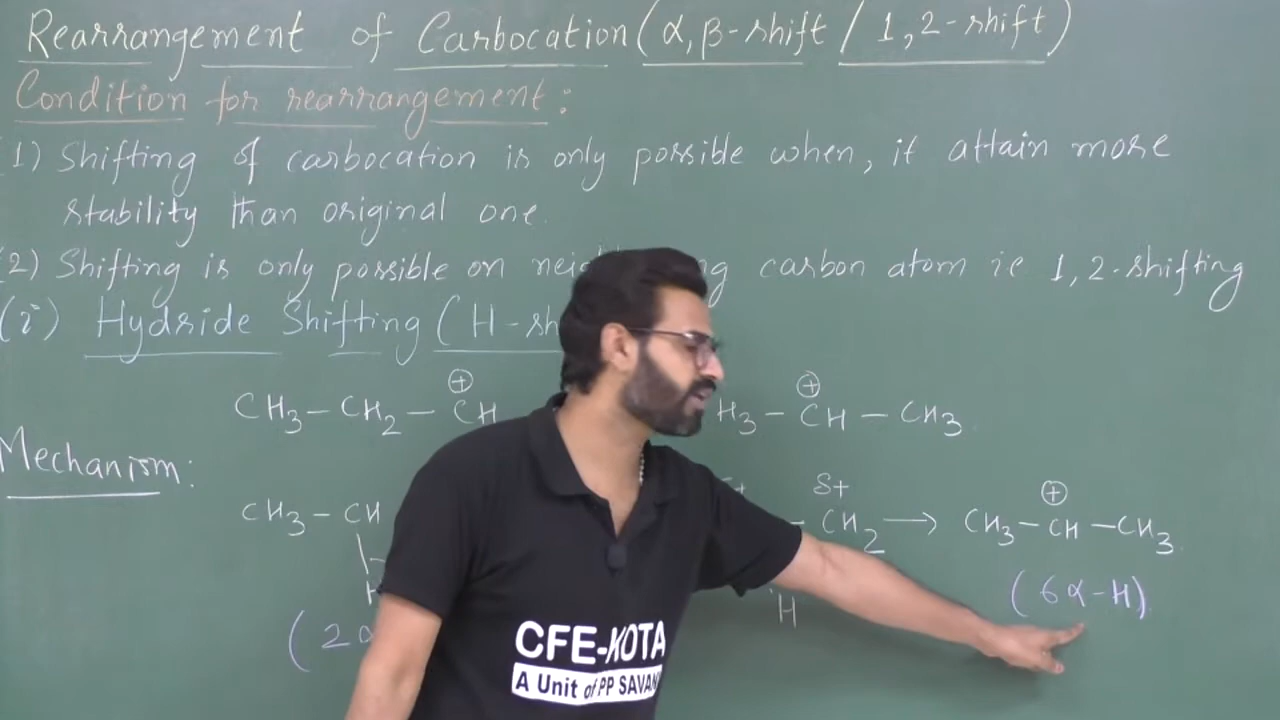 Rearrangement of Carbocation (α,β-shift / 1,2-shift)
Condition for rearrangement:
1) Shifting of carbocation is only possible when, it attain more
stability than original one.
(2) Shifting is only possible on carbon atom ie 1,2-shifting
(i) Hydride Shifting (H-sh
CH3 – CH2 – CH ⊕ H3 – CH ⊕ – CH3
Mechanism:
CH3 – CH – CH2 δ+ → CH3 – CH ⊕ – CH3
H
(2α (6α-H)
CFE-KOTA
A Unit of PP SAVANI